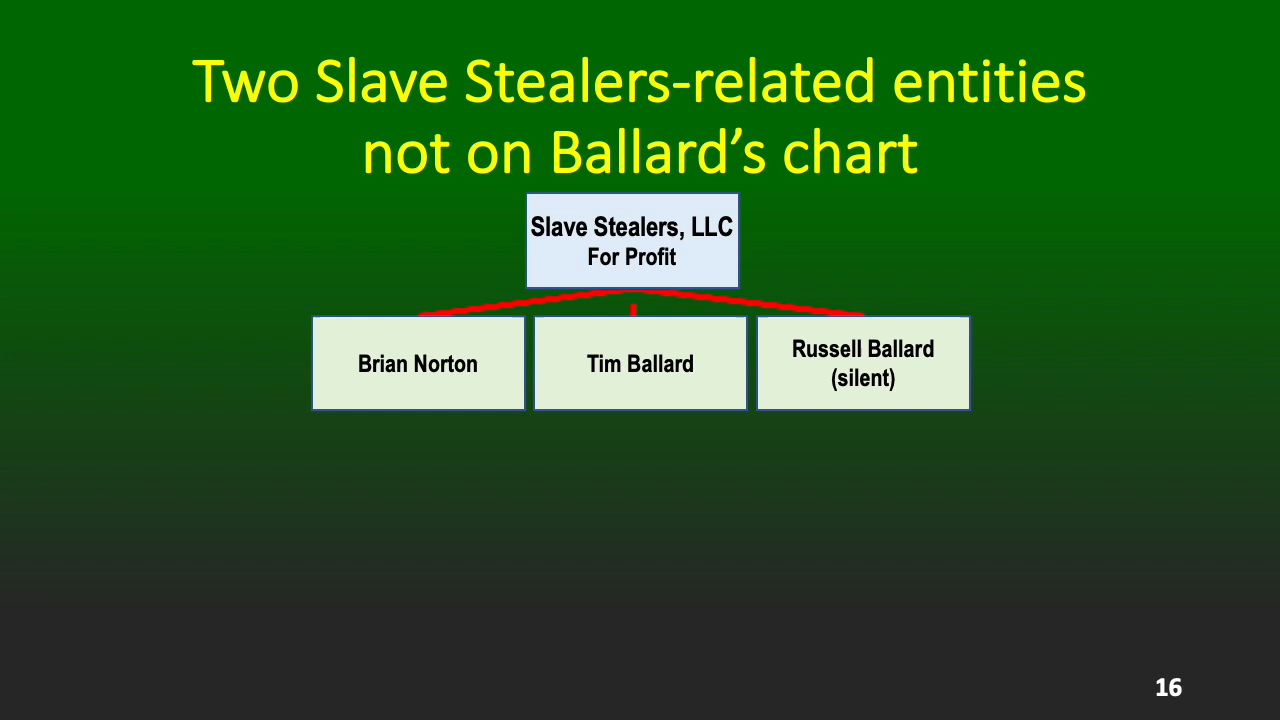 Two Slave Stealers-related entities
not on Ballard’s chart
Slave Stealers, LLC
For Profit
Brian Norton
Tim Ballard
Russell Ballard
(silent)
16